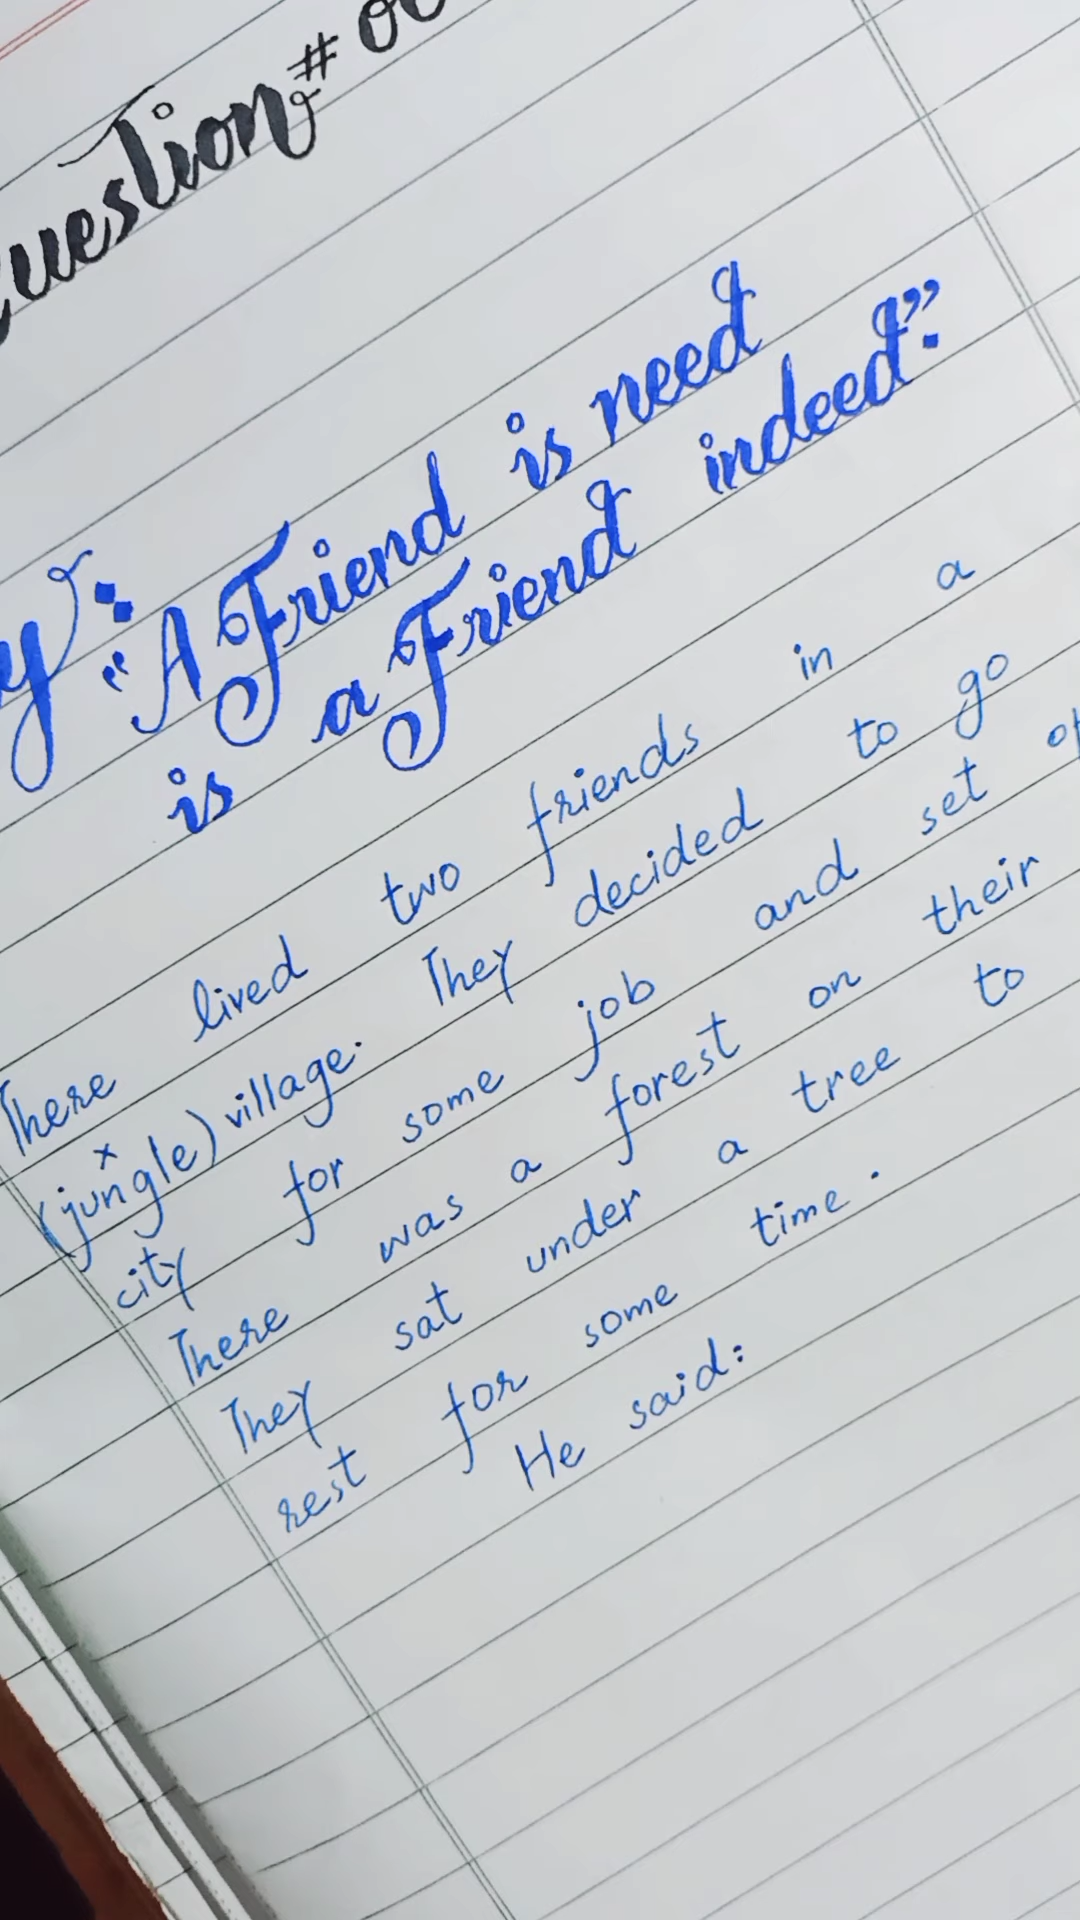 Question # 
"A Friend is need
is a Friend indeed".
There lived two friends in a
(jungle) village. They decided to go
city for some job and set
There was a forest on their
They sat under a tree to
rest for some time.
He said: